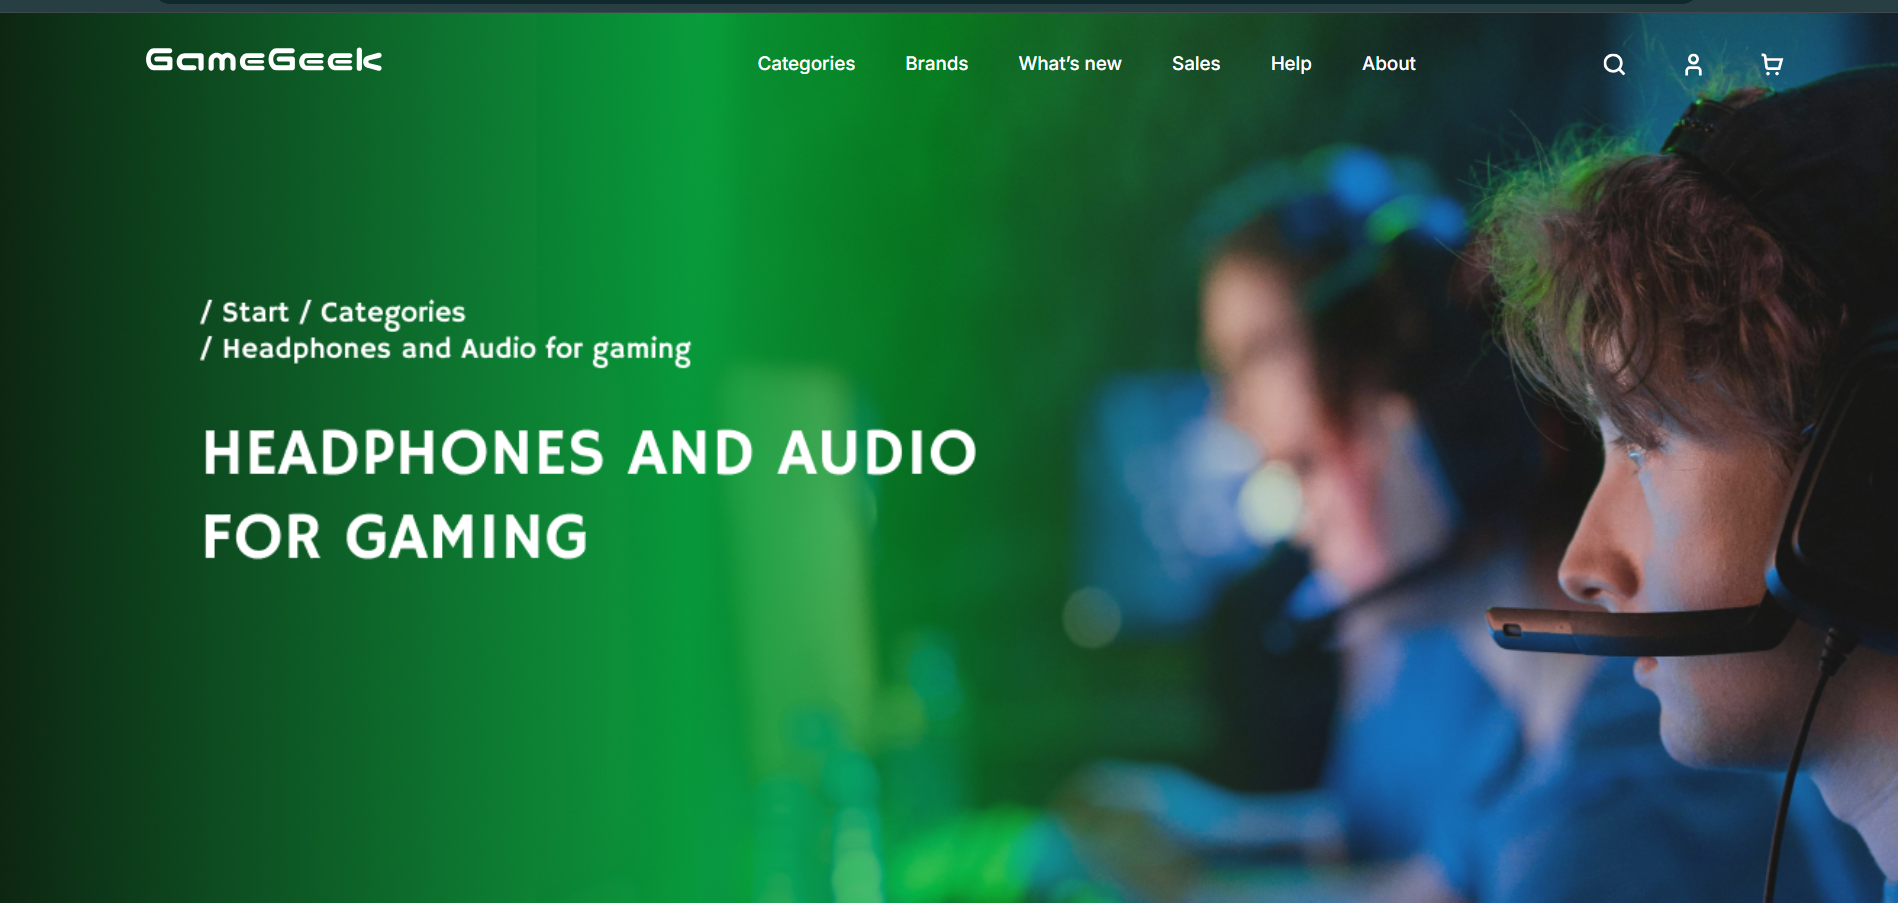 GameGeek
Categories Brands What's new Sales Help About
/ Start / Categories
/ Headphones and Audio for gaming
HEADPHONES AND AUDIO
FOR GAMING